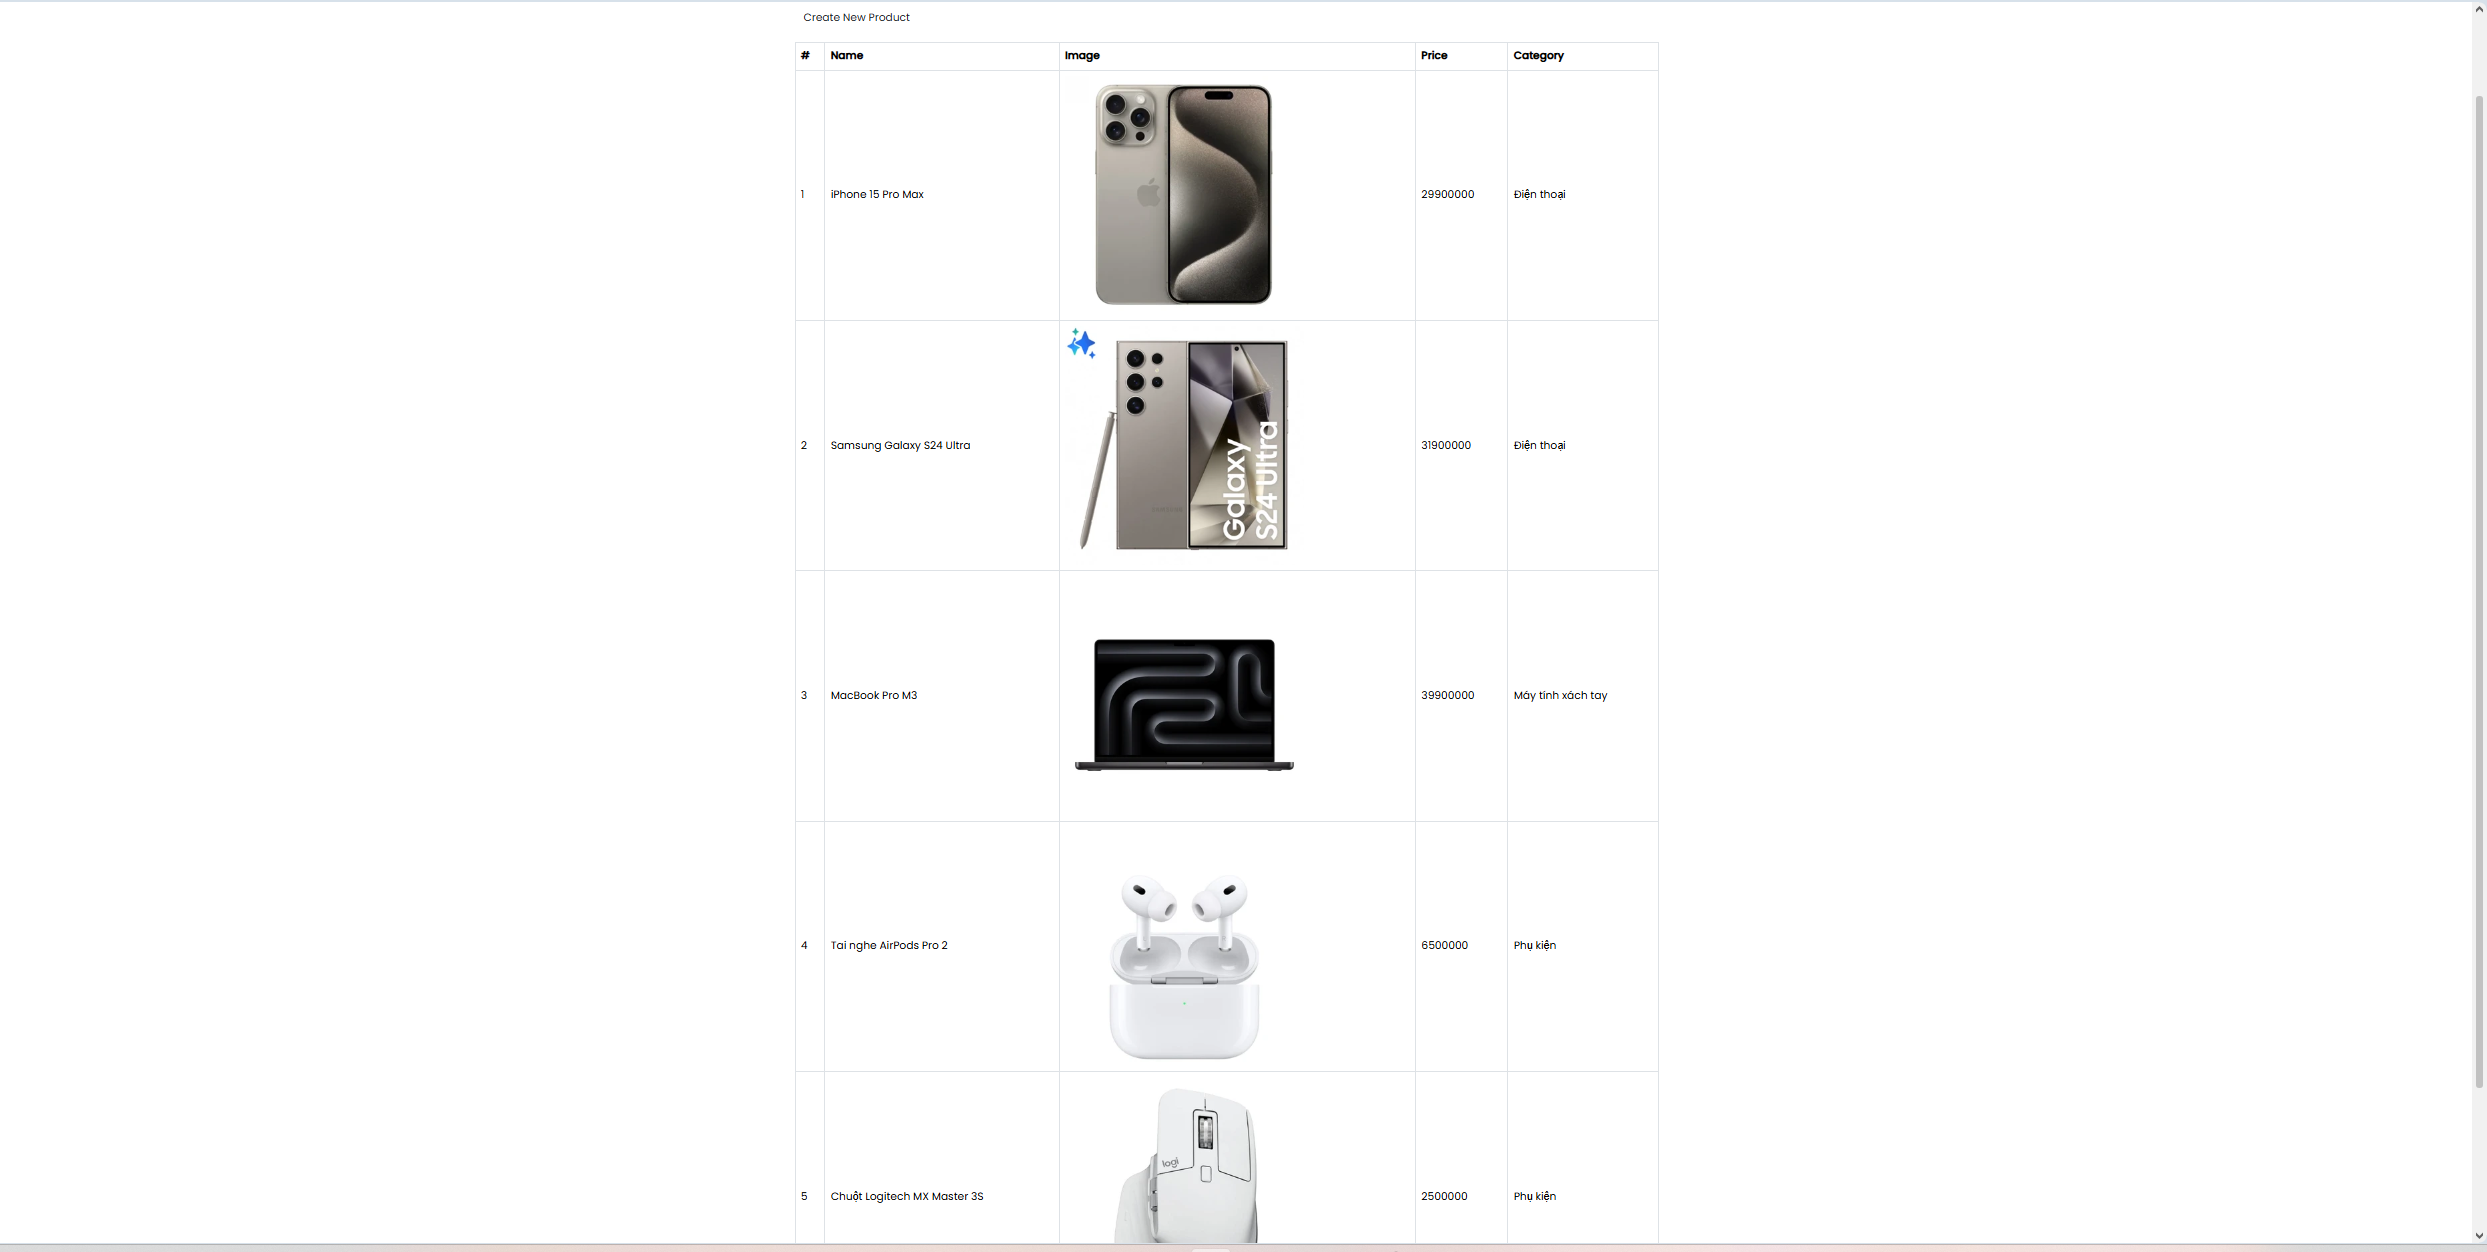 Create New Product
# Name Image Price Category
1 iPhone 15 Pro Max 29900000 Điện thoại
2 Samsung Galaxy S24 Ultra 31900000 Điện thoại
Galaxy
S24 Ultra
SAMSUNG
3 MacBook Pro M3 39900000 Máy tính xách tay
4 Tai nghe AirPods Pro 2 6500000 Phụ kiện
logi
5 Chuột Logitech MX Master 3S 2500000 Phụ kiện